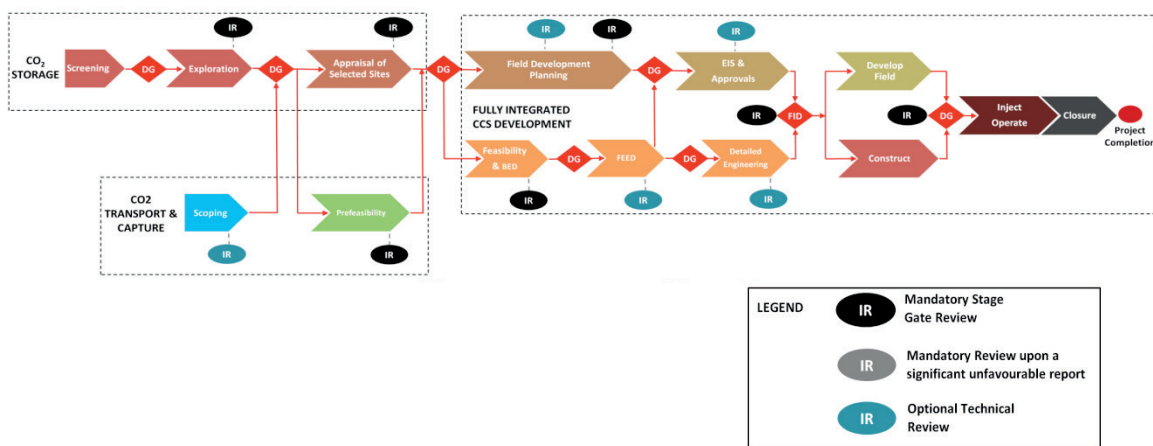 IR
IR
IR
IR
IR
CO2
STORAGE
Screening
DG
Exploration
DG
Appraisal of
Selected Sites
DG
Field Development
Planning
DG
EIS &
Approvals
Develop
Field
FULLY INTEGRATED
CCS DEVELOPMENT
IR
FID
IR
DG
Inject
Operate
Closure
Project
Completion
Feasibility
& BED
DG
FEED
DG
Detailed
Engineering
Construct
IR
IR
IR
CO2
TRANSPORT &
CAPTURE
Scoping
Prefeasibility
IR
IR
LEGEND
IR
Mandatory Stage
Gate Review
IR
Mandatory Review upon a
significant unfavourable report
IR
Optional Technical
Review